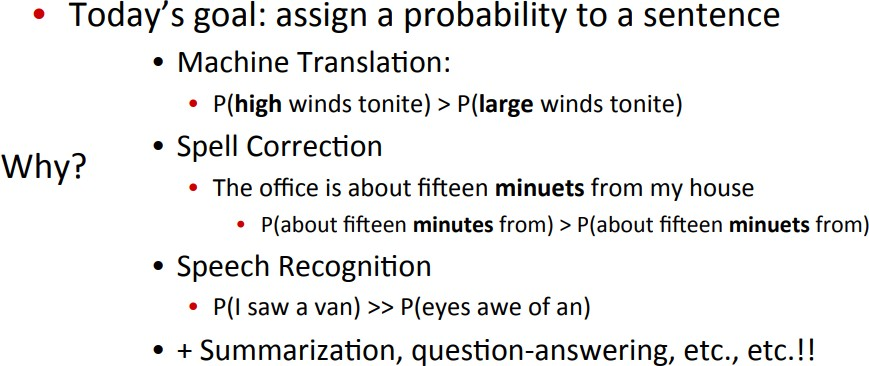 • Today's goal: assign a probability to a sentence
• Machine Translation:
• P(high winds tonite) > P(large winds tonite)
Why?
• Spell Correction
• The office is about fifteen minuets from my house
• P(about fifteen minutes from) > P(about fifteen minuets from)
• Speech Recognition
• P(I saw a van) >> P(eyes awe of an)
• + Summarization, question-answering, etc., etc.!!